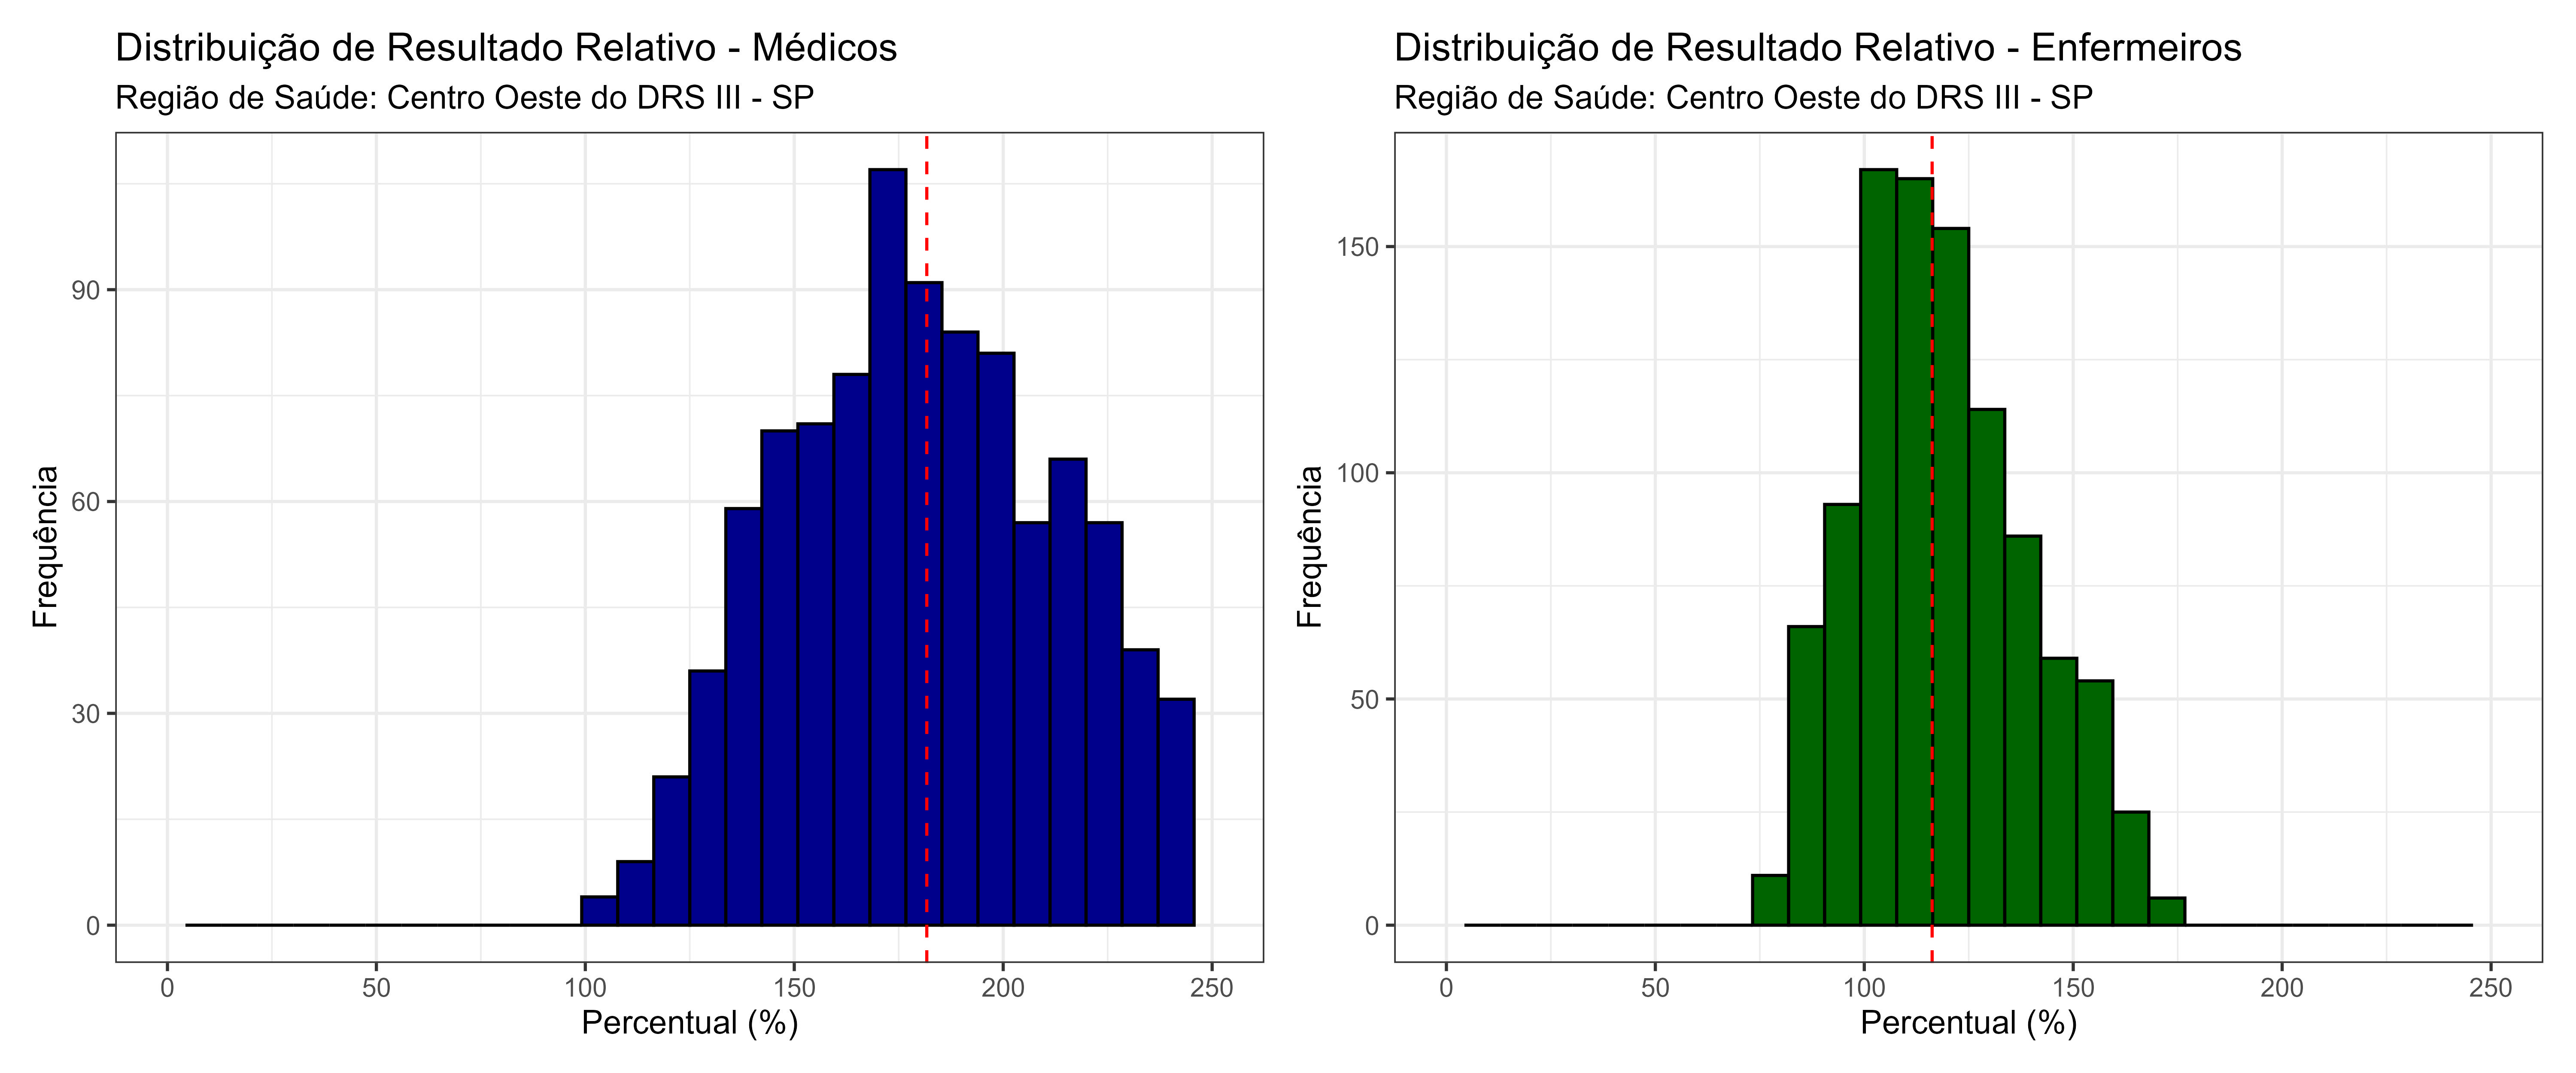 Distribuição de Resultado Relativo - Médicos
Região de Saúde: Centro Oeste do DRS III - SP
Frequência
90
60
30
0
0 50 100 150 200 250
Percentual (%)
Distribuição de Resultado Relativo - Enfermeiros
Região de Saúde: Centro Oeste do DRS III - SP
Frequência
150
100
50
0
0 50 100 150 200 250
Percentual (%)